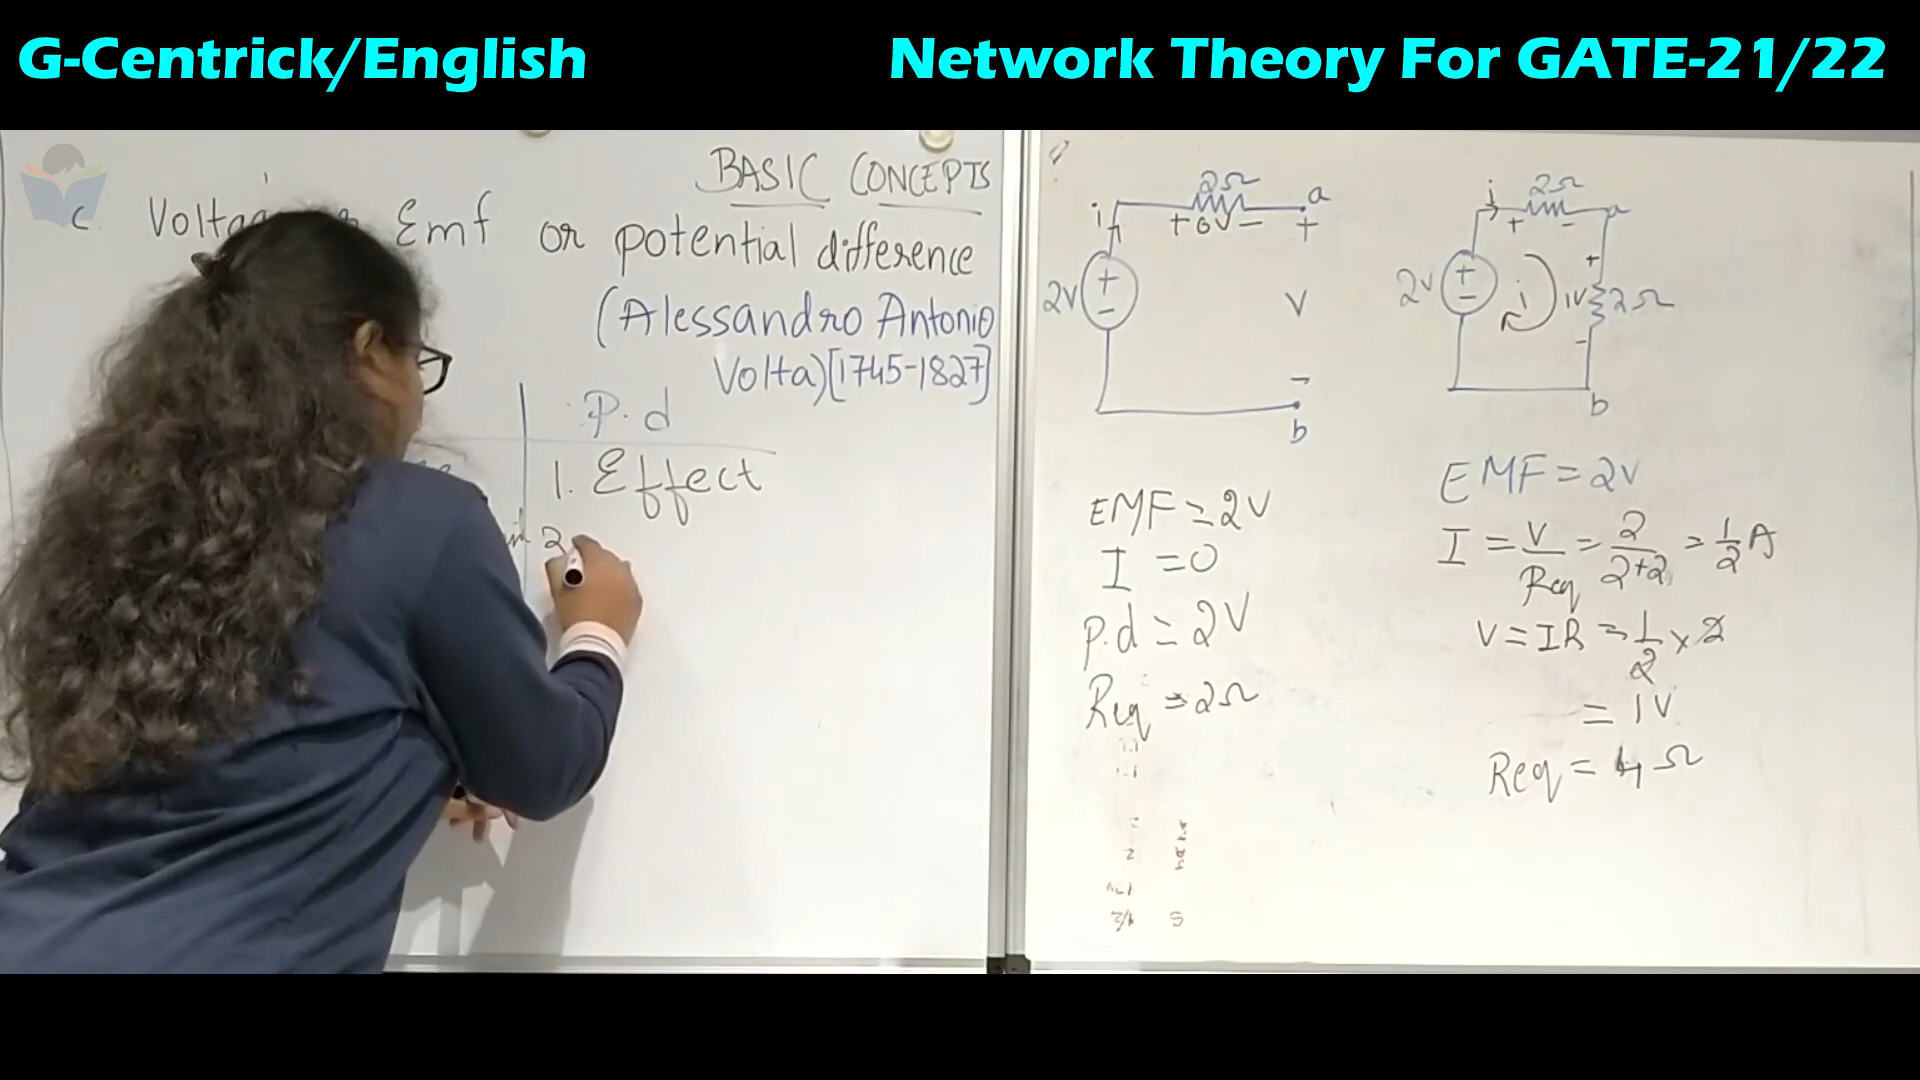 G-Centrick/English
Network Theory For GATE-21/22
BASIC CONCEPTS
c. Emf or potential difference
(Alessandro Antonio
Volta)[1745-1827]
P.d
1. Effect
2
2Ω
i + 0V - a
+
2V + -
V
-
b
EMF = 2V
I = 0
P.d = 2V
Req = 2Ω
i 2Ω
+ - a
+
2V + - i 1V 2Ω
-
b
EMF = 2V
I = V/Req = 2/2+2 = 1/2 A
V = IR = 1/2 x 2
= 1V
Req = 4Ω